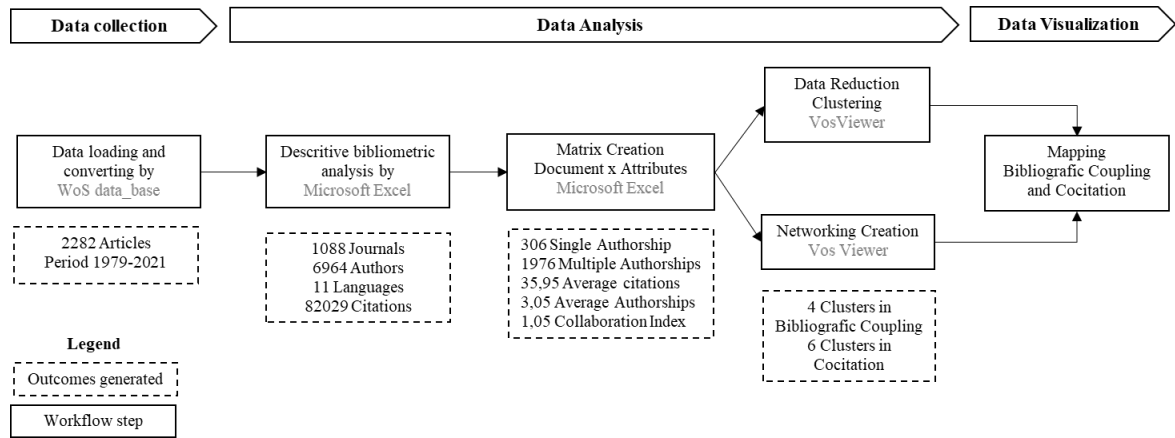 Data collection
Data Analysis
Data Visualization
Data loading and
converting by
WoS data_base
2282 Articles
Period 1979-2021
Descritive bibliometric
analysis by
Microsoft Excel
1088 Journals
6964 Authors
11 Languages
82029 Citations
Matrix Creation
Document x Attributes
Microsoft Excel
306 Single Authorship
1976 Multiple Authorships
35,95 Average citations
3,05 Average Authorships
1,05 Collaboration Index
Data Reduction
Clustering
VosViewer
Networking Creation
Vos Viewer
4 Clusters in
Bibliografic Coupling
6 Clusters in
Cocitation
Mapping
Bibliografic Coupling
and Cocitation
Legend
Outcomes generated
Workflow step